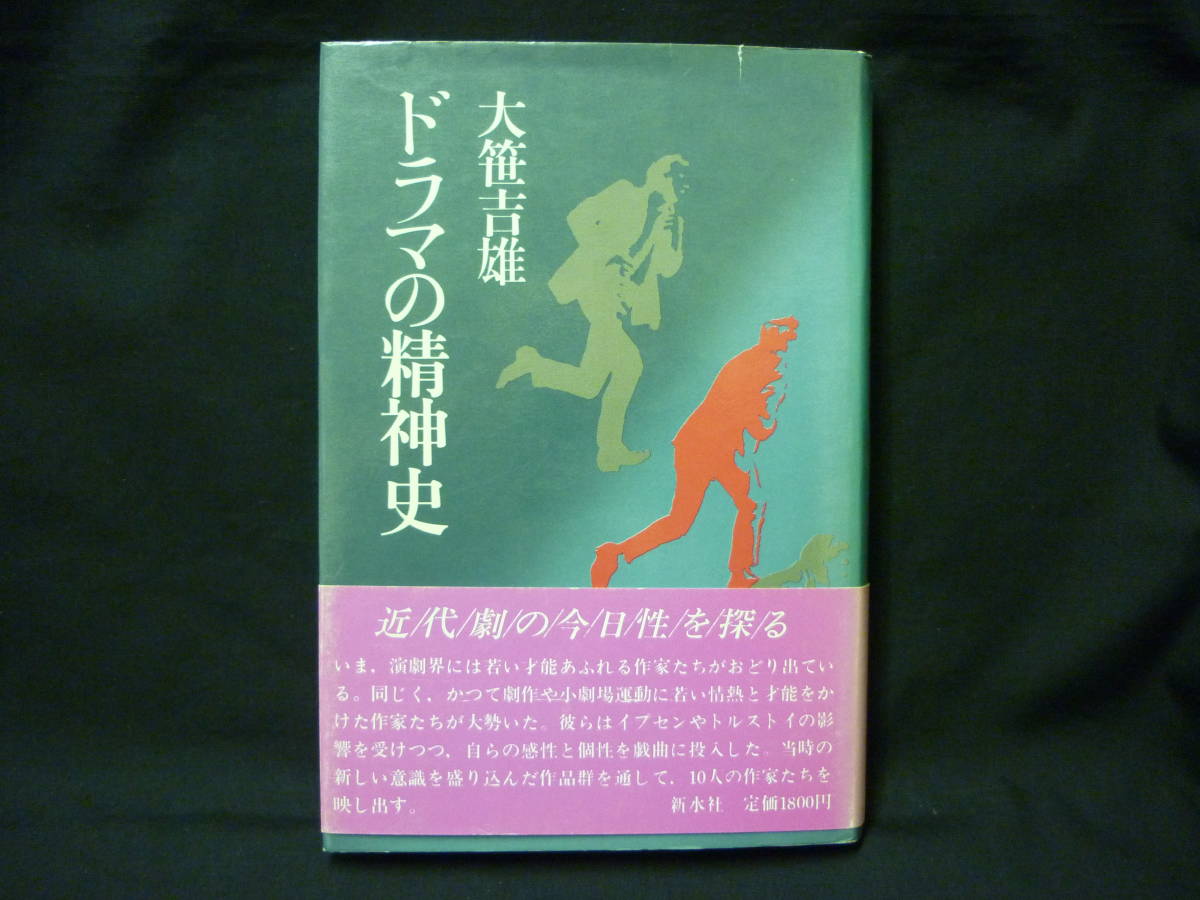 大笹吉雄
ドラマの精神史
近/代/劇/の/今/日/性/を/探/る
いま，演劇界には若い才能あふれる作家たちがおどり出てい
る。同じく，かつて劇作や小劇場運動に若い情熱と才能をか
けた作家たちが大勢いた。彼らはイプセンやトルストイの影
響を受けつつ，自らの感性と個性を戯曲に投入した。当時の
新しい意識を盛り込んだ作品群を通して，10人の作家たちを
映し出す。 新水社 定価1800円